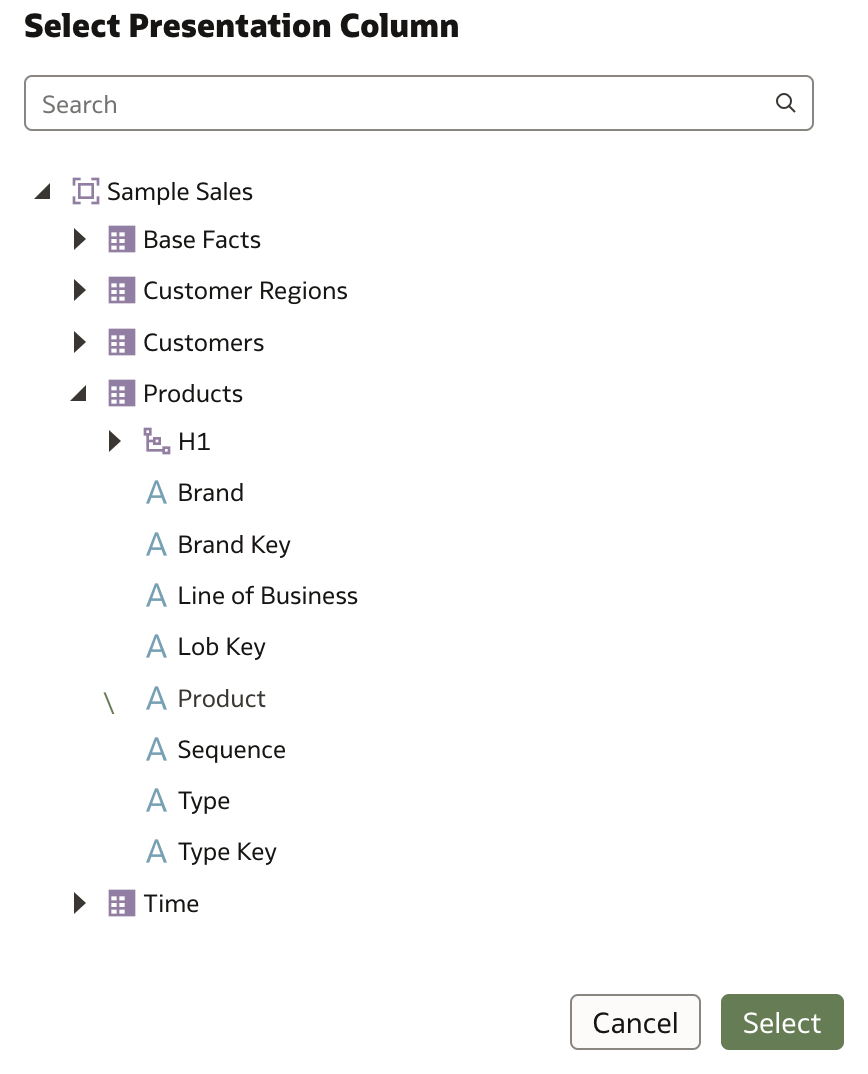 Select Presentation Column
Search
Sample Sales
Base Facts
Customer Regions
Customers
Products
H1
Brand
Brand Key
Line of Business
Lob Key
Product
Sequence
Type
Type Key
Time
Cancel Select